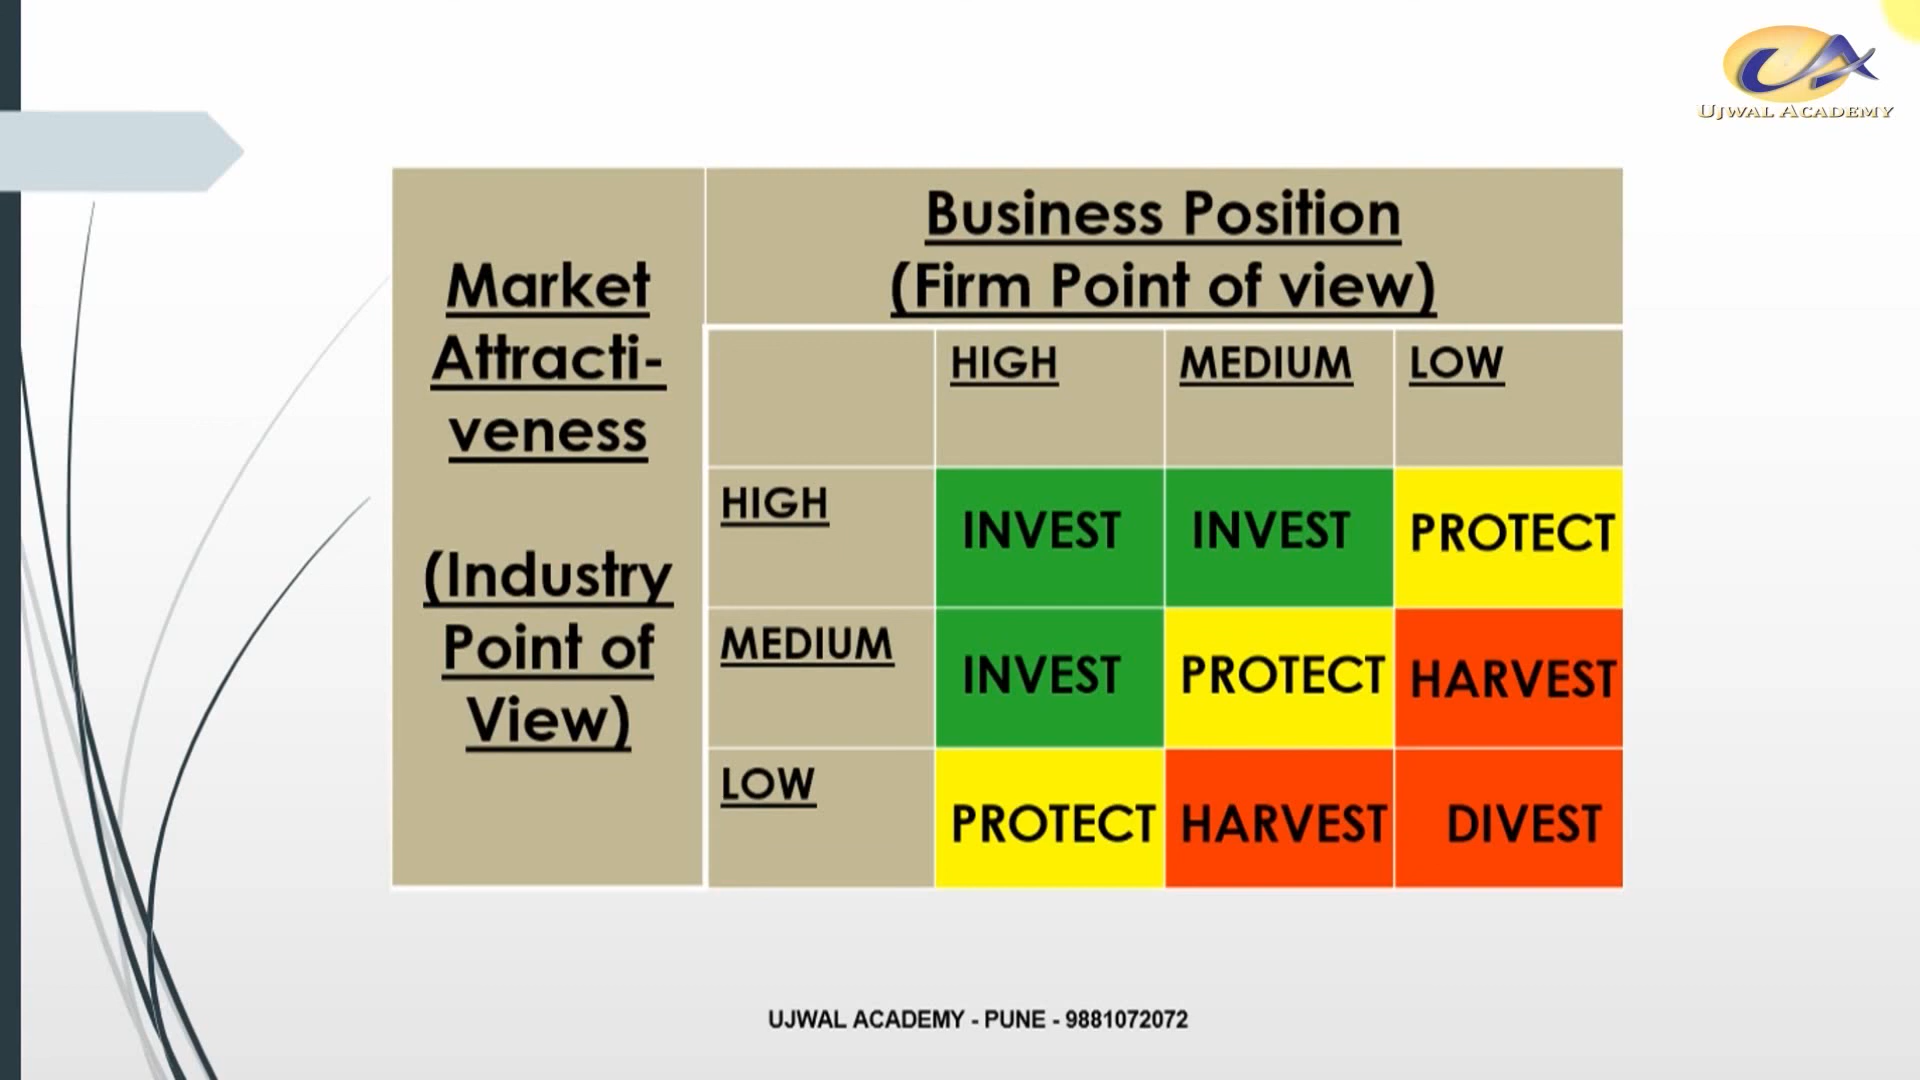 UJWAL ACADEMY
Business Position
(Firm Point of view)
Market
Attracti-
veness
(Industry
Point of
View)
HIGH MEDIUM LOW
HIGH INVEST INVEST PROTECT
MEDIUM INVEST PROTECT HARVEST
LOW PROTECT HARVEST DIVEST
UJWAL ACADEMY - PUNE - 9881072072